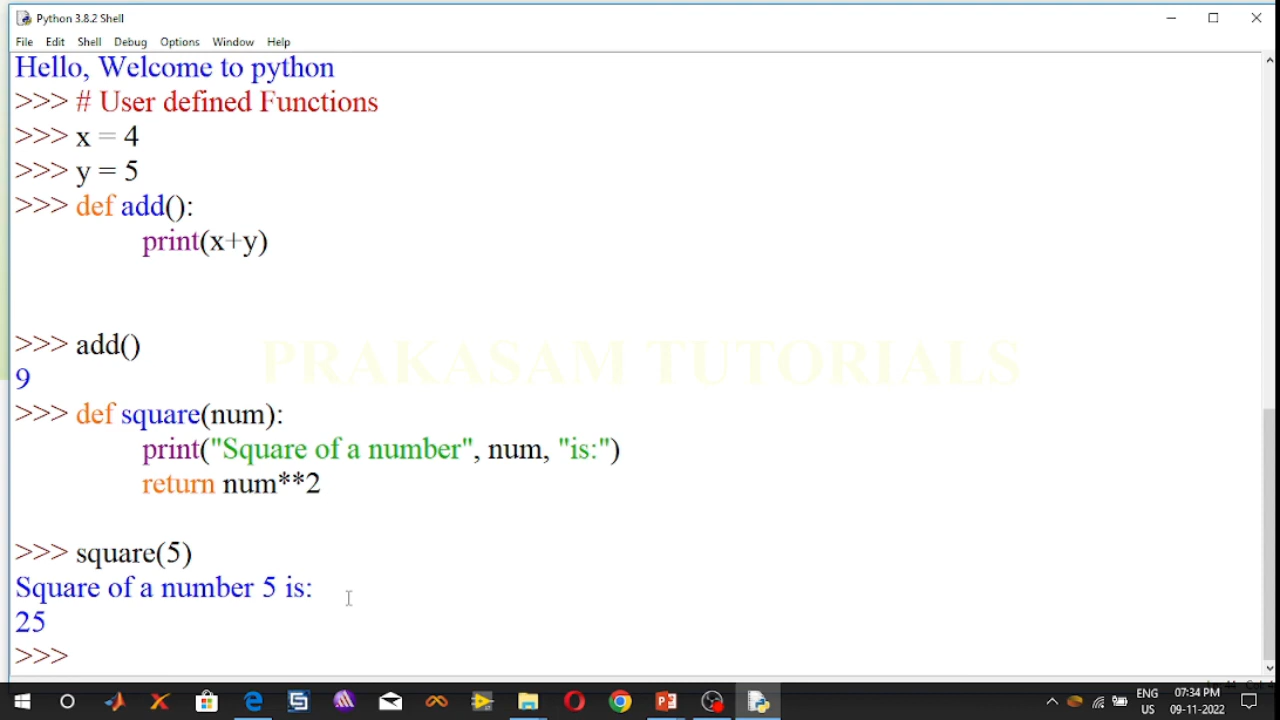 Python 3.8.2 Shell
File Edit Shell Debug Options Window Help
Hello, Welcome to python
>>> # User defined Functions
>>> x = 4
>>> y = 5
>>> def add():
print(x+y)
>>> add()
PRAKASAM TUTORIALS
9
>>> def square(num):
print("Square of a number", num, "is:")
return num**2
>>> square(5)
Square of a number 5 is:
25
>>>
ENG 07:34 PM
US 09-11-2022